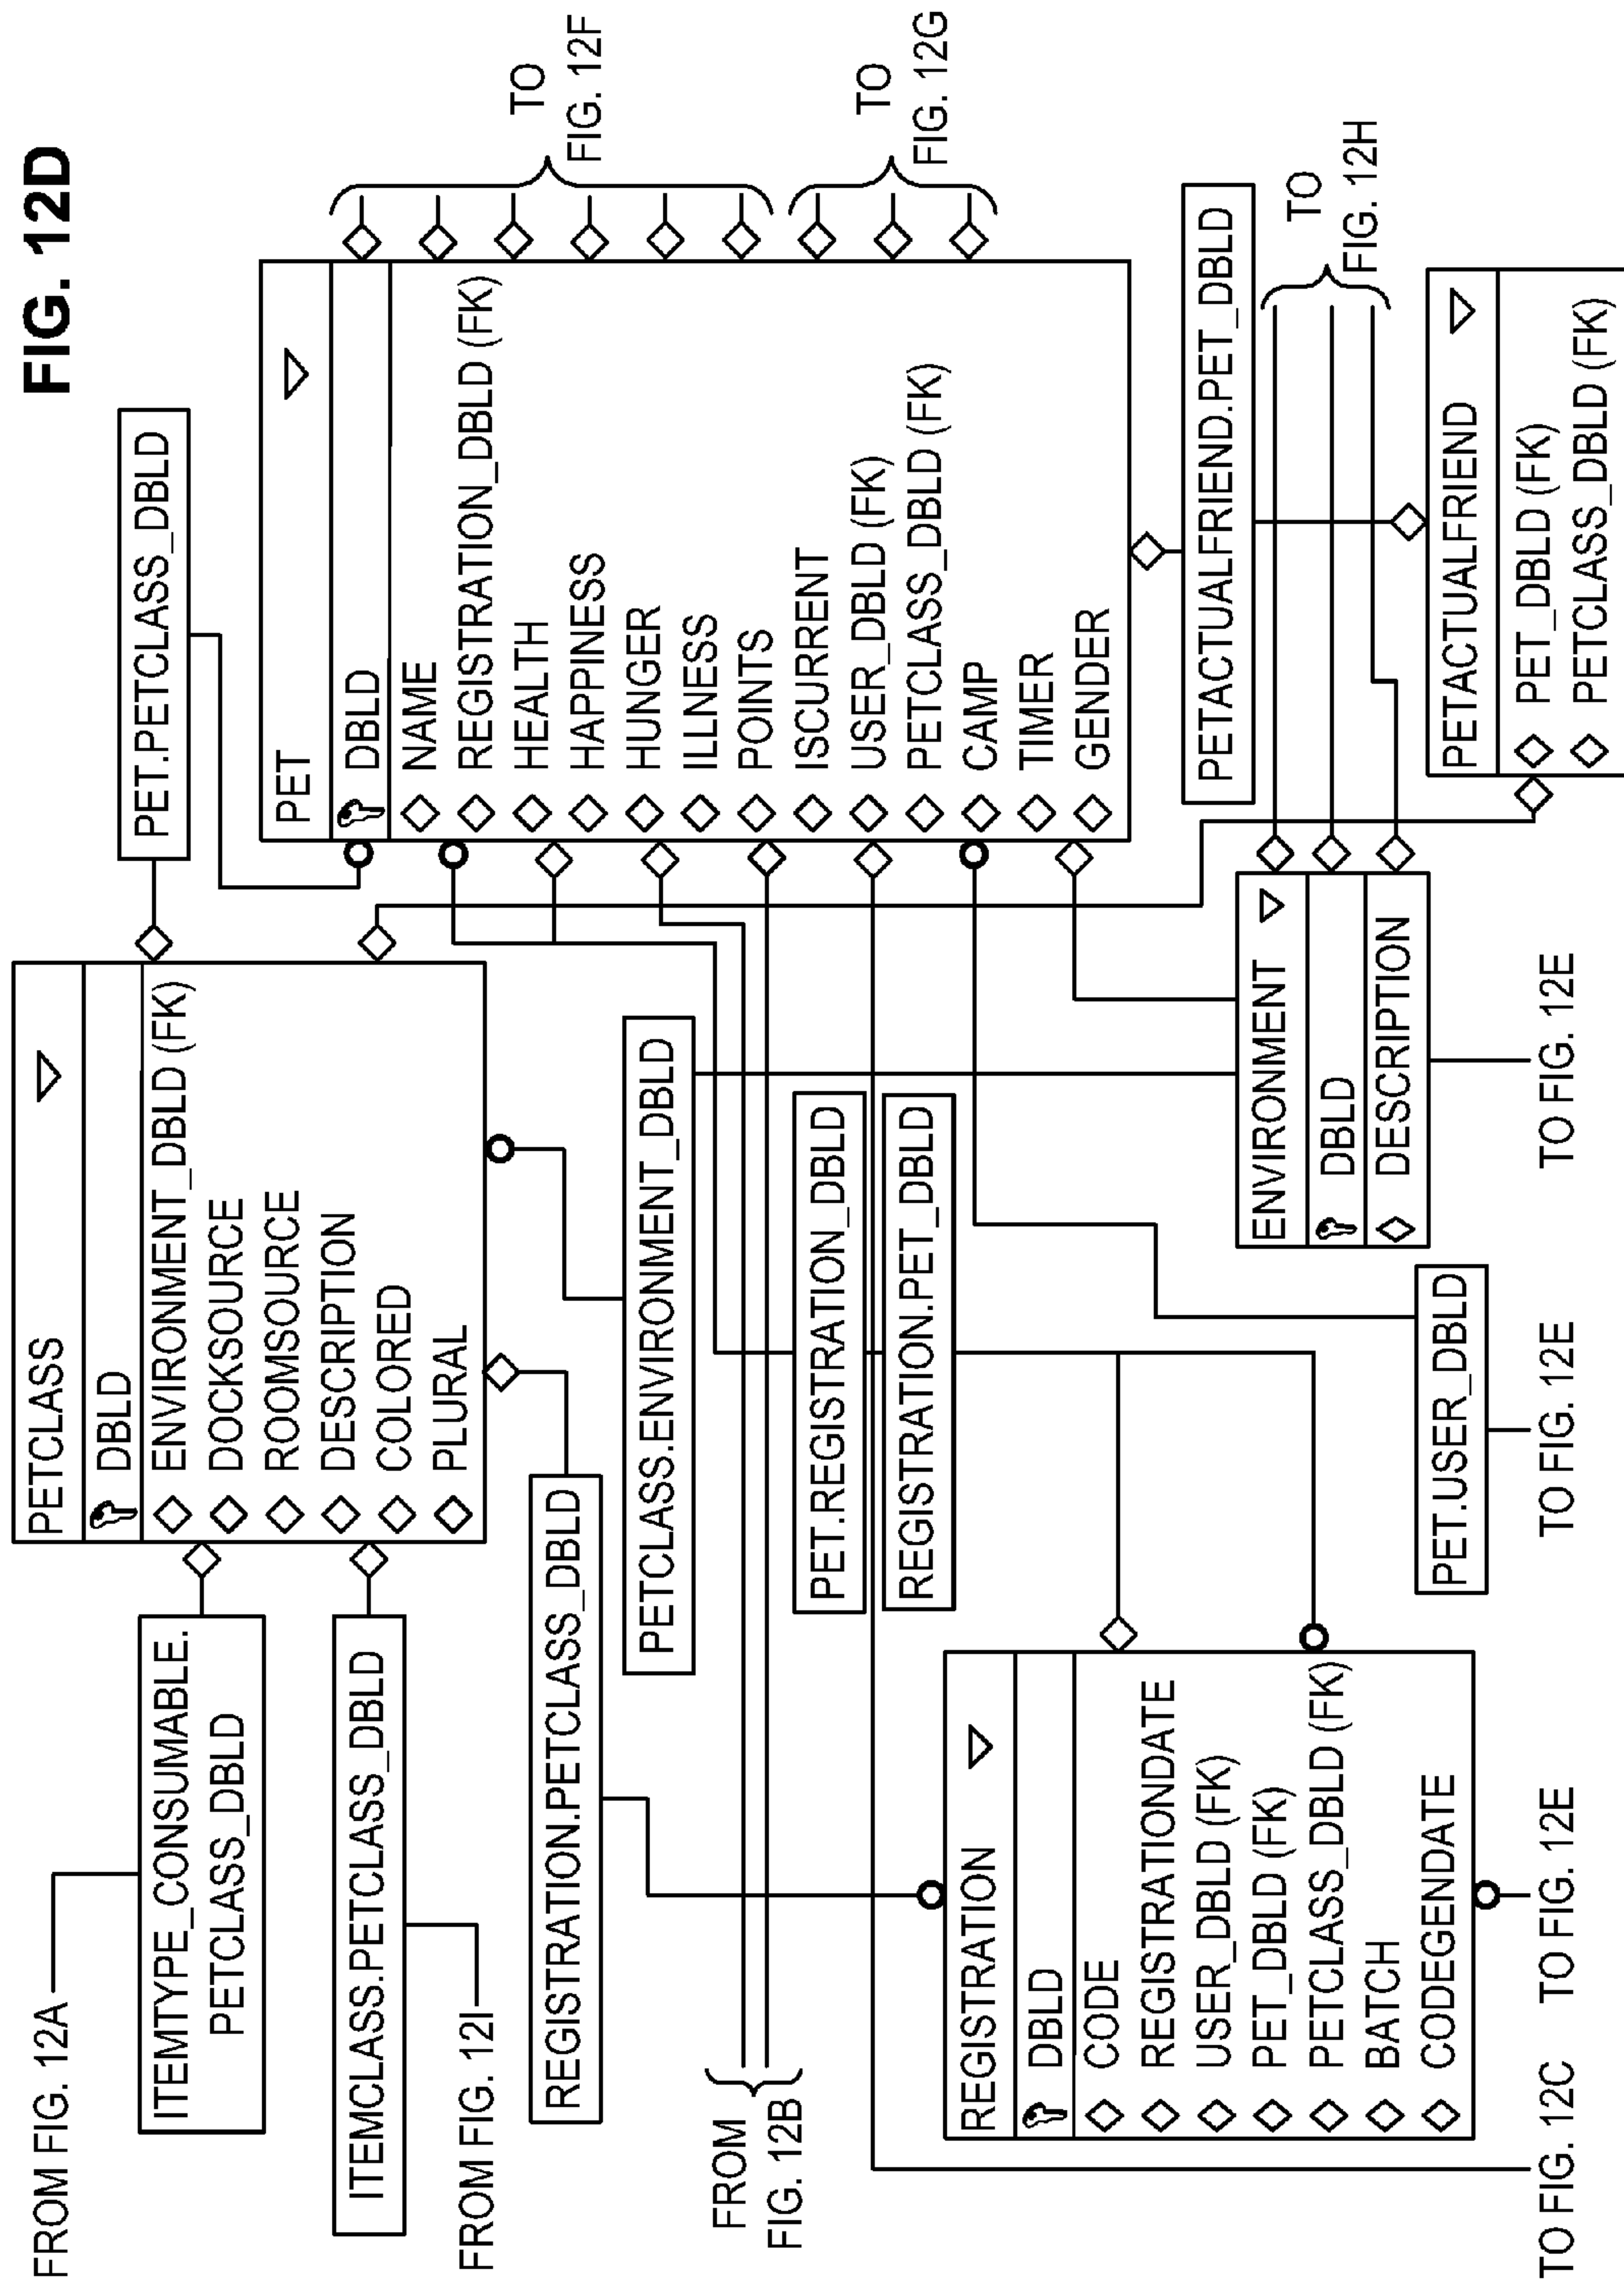 FIG. 12D
FROM FIG. 12A
ITEMTYPE_CONSUMABLE.
PETCLASS_DBLD
ITEMCLASS.PETCLASS_DBLD
FROM FIG. 12I
PETCLASS
DBLD
ENVIRONMENT_DBLD (FK)
DOCKSOURCE
ROOMSOURCE
DESCRIPTION
COLORED
PLURAL
PET.PETCLASS_DBLD
REGISTRATION.PETCLASS_DBLD
PETCLASS.ENVIRONMENT_DBLD
FROM
FIG. 12B
PET.REGISTRATION_DBLD
REGISTRATION.PET_DBLD
PET
DBLD
NAME
REGISTRATION_DBLD (FK)
HEALTH
HAPPINESS
HUNGER
ILLNESS
POINTS
ISCURRENT
USER_DBLD (FK)
PETCLASS_DBLD (FK)
CAMP
TIMER
GENDER
TO
FIG. 12F
TO
FIG. 12G
REGISTRATION
DBLD
CODE
REGISTRATIONDATE
USER_DBLD (FK)
PET_DBLD (FK)
PETCLASS_DBLD (FK)
BATCH
CODEGENDATE
PET.USER_DBLD
ENVIRONMENT
DBLD
DESCRIPTION
PETACTUALFRIEND.PET_DBLD
TO
FIG. 12H
PETACTUALFRIEND
PET_DBLD (FK)
PETCLASS_DBLD (FK)
TO FIG. 12C
TO FIG. 12E
TO FIG. 12E
TO FIG. 12E